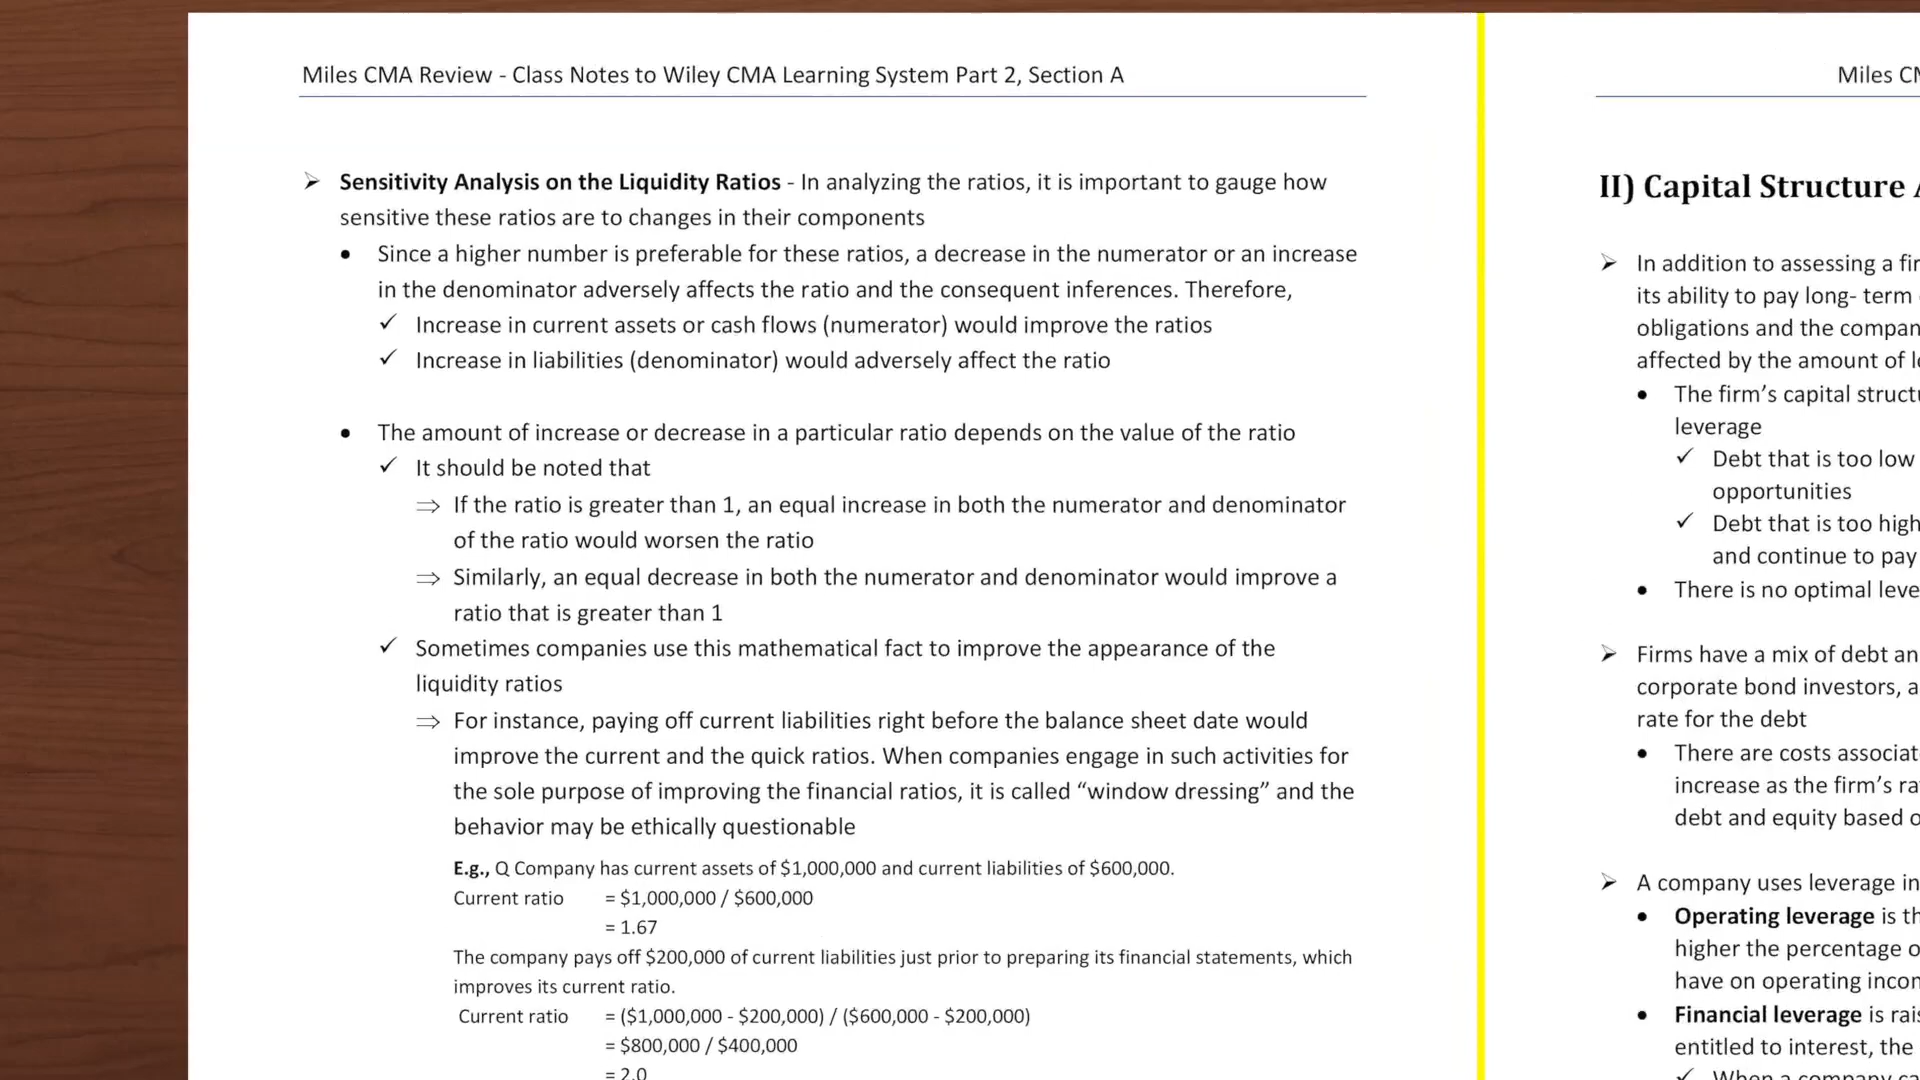 Miles CMA Review - Class Notes to Wiley CMA Learning System Part 2, Section A
➢ Sensitivity Analysis on the Liquidity Ratios - In analyzing the ratios, it is important to gauge how
sensitive these ratios are to changes in their components
• Since a higher number is preferable for these ratios, a decrease in the numerator or an increase
in the denominator adversely affects the ratio and the consequent inferences. Therefore,
✓ Increase in current assets or cash flows (numerator) would improve the ratios
✓ Increase in liabilities (denominator) would adversely affect the ratio
• The amount of increase or decrease in a particular ratio depends on the value of the ratio
✓ It should be noted that
⇒ If the ratio is greater than 1, an equal increase in both the numerator and denominator
of the ratio would worsen the ratio
⇒ Similarly, an equal decrease in both the numerator and denominator would improve a
ratio that is greater than 1
✓ Sometimes companies use this mathematical fact to improve the appearance of the
liquidity ratios
⇒ For instance, paying off current liabilities right before the balance sheet date would
improve the current and the quick ratios. When companies engage in such activities for
the sole purpose of improving the financial ratios, it is called “window dressing” and the
behavior may be ethically questionable
E.g., Q Company has current assets of $1,000,000 and current liabilities of $600,000.
Current ratio = $1,000,000 / $600,000
= 1.67
The company pays off $200,000 of current liabilities just prior to preparing its financial statements, which
improves its current ratio.
Current ratio = ($1,000,000 - $200,000) / ($600,000 - $200,000)
= $800,000 / $400,000
= 2.0
Miles
II) Capital Structure
➢ In addition to assessing a
its ability to pay long- term
obligations and the
affected by the amount of
• The firm’s capital
leverage
✓ Debt that is too low
opportunities
✓ Debt that is too high
and continue to pay
• There is no optimal
➢ Firms have a mix of debt
corporate bond investors,
rate for the debt
• There are costs
increase as the firm’s
debt and equity based
➢ A company uses leverage in
• Operating leverage is
higher the percentage
have on operating
• Financial leverage is
entitled to interest, the
✓ When a company